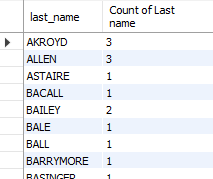 last_name Count of Last name
AKROYD 3
ALLEN 3
ASTAIRE 1
BACALL 1
BAILEY 2
BALE 1
BALL 1
BARRYMORE 1
BASINGER 1